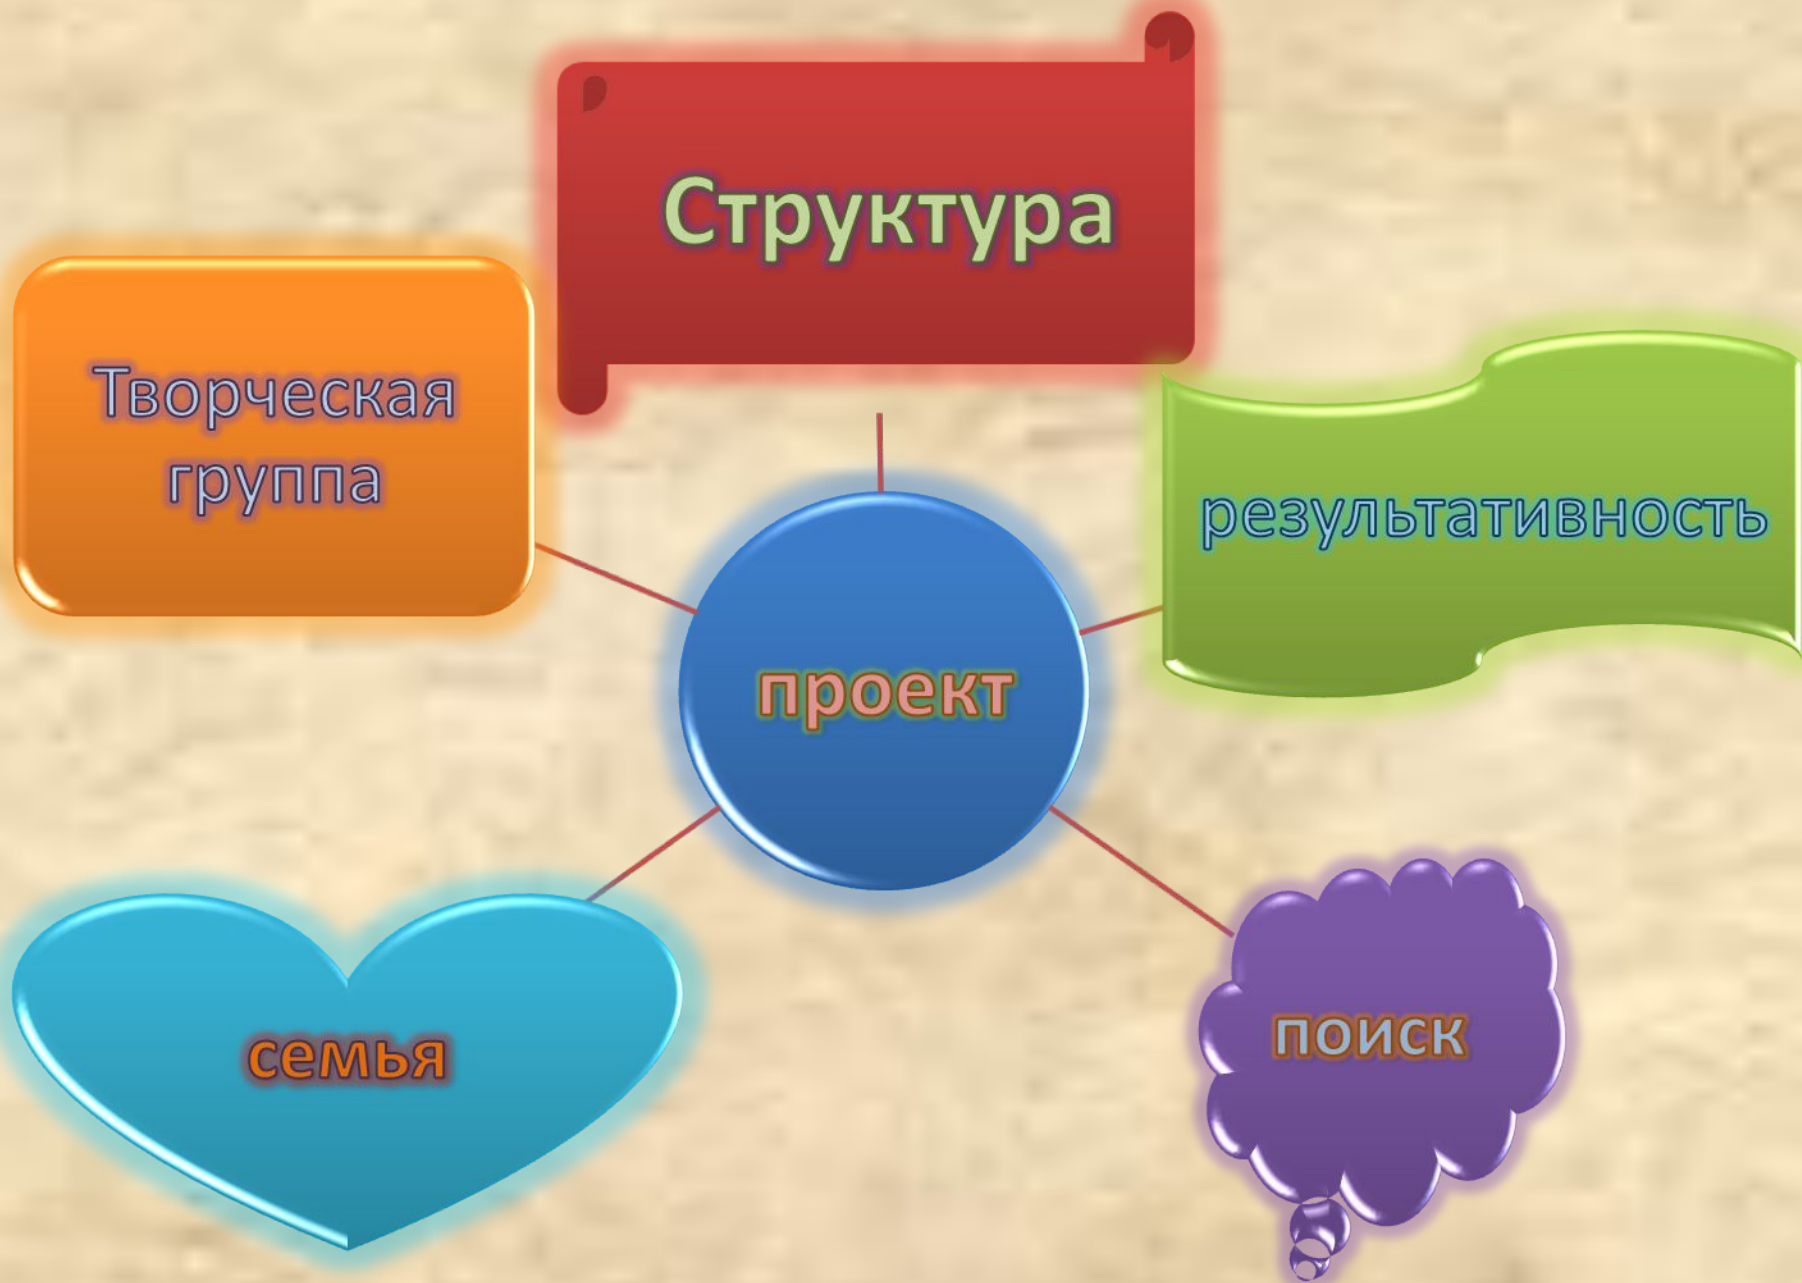 Структура
Творческая
группа
результативность
проект
семья
поиск